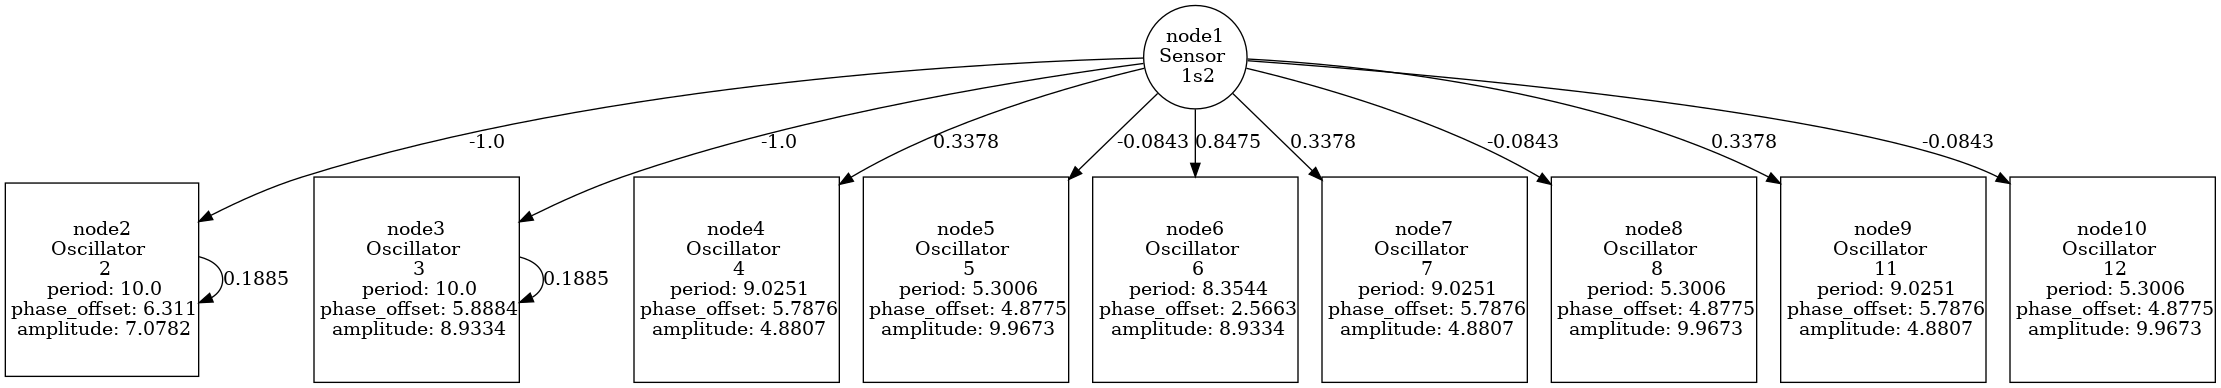 node1
Sensor
1s2
-1.0
-1.0
0.3378
-0.0843
0.8475
0.3378
-0.0843
0.3378
-0.0843
node2
Oscillator
2
period: 10.0
phase_offset: 6.311
amplitude: 7.0782
0.1885
node3
Oscillator
3
period: 10.0
phase_offset: 5.8884
amplitude: 8.9334
0.1885
node4
Oscillator
4
period: 9.0251
phase_offset: 5.7876
amplitude: 4.8807
node5
Oscillator
5
period: 5.3006
phase_offset: 4.8775
amplitude: 9.9673
node6
Oscillator
6
period: 8.3544
phase_offset: 2.5663
amplitude: 8.9334
node7
Oscillator
7
period: 9.0251
phase_offset: 5.7876
amplitude: 4.8807
node8
Oscillator
8
period: 5.3006
phase_offset: 4.8775
amplitude: 9.9673
node9
Oscillator
11
period: 9.0251
phase_offset: 5.7876
amplitude: 4.8807
node10
Oscillator
12
period: 5.3006
phase_offset: 4.8775
amplitude: 9.9673